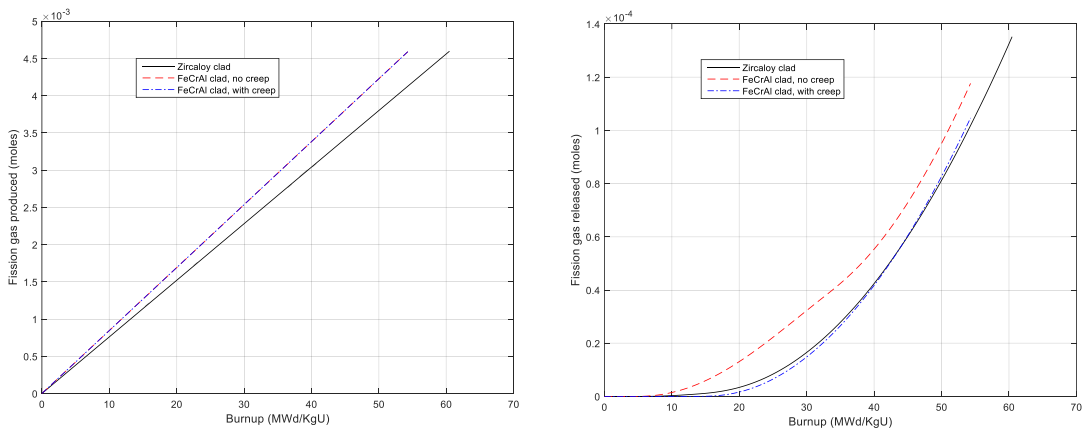 ×10⁻³
5
4.5
4
3.5
3
2.5
2
1.5
1
0.5
0
Fission gas produced (moles)
Zircaloy clad
FeCrAl clad, no creep
FeCrAl clad, with creep
0 10 20 30 40 50 60 70
Burnup (MWd/KgU)
×10⁻⁴
1.4
1.2
1
0.8
0.6
0.4
0.2
0
Fission gas released (moles)
Zircaloy clad
FeCrAl clad, no creep
FeCrAl clad, with creep
0 10 20 30 40 50 60 70
Burnup (MWd/KgU)